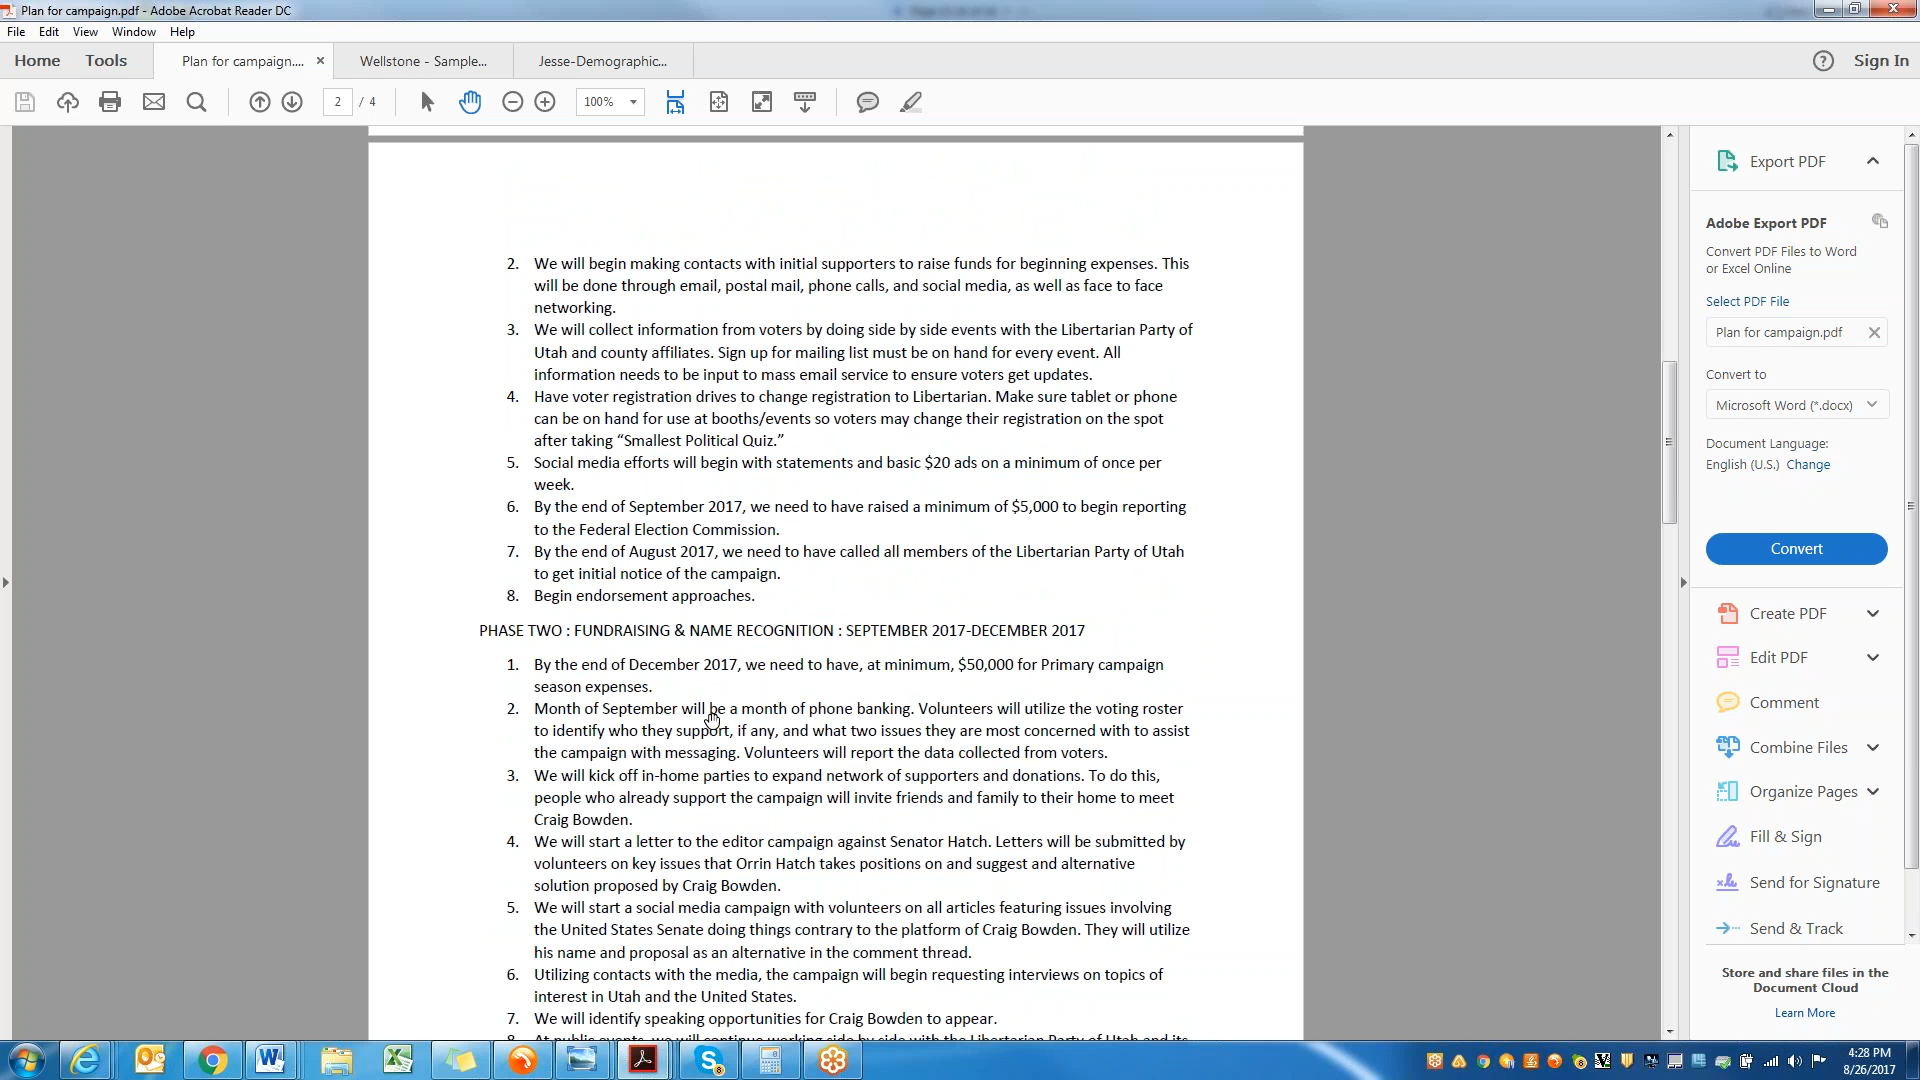 Plan for campaign.pdf - Adobe Acrobat Reader DC
File Edit View Window Help
Home Tools Plan for campaign.... × Wellstone - Sample... Jesse-Demographic... Sign In
2 / 4 100%
2. We will begin making contacts with initial supporters to raise funds for beginning expenses. This
will be done through email, postal mail, phone calls, and social media, as well as face to face
networking.
3. We will collect information from voters by doing side by side events with the Libertarian Party of
Utah and county affiliates. Sign up for mailing list must be on hand for every event. All
information needs to be input to mass email service to ensure voters get updates.
4. Have voter registration drives to change registration to Libertarian. Make sure tablet or phone
can be on hand for use at booths/events so voters may change their registration on the spot
after taking “Smallest Political Quiz.”
5. Social media efforts will begin with statements and basic $20 ads on a minimum of once per
week.
6. By the end of September 2017, we need to have raised a minimum of $5,000 to begin reporting
to the Federal Election Commission.
7. By the end of August 2017, we need to have called all members of the Libertarian Party of Utah
to get initial notice of the campaign.
8. Begin endorsement approaches.
PHASE TWO : FUNDRAISING & NAME RECOGNITION : SEPTEMBER 2017-DECEMBER 2017
1. By the end of December 2017, we need to have, at minimum, $50,000 for Primary campaign
season expenses.
2. Month of September will be a month of phone banking. Volunteers will utilize the voting roster
to identify who they support, if any, and what two issues they are most concerned with to assist
the campaign with messaging. Volunteers will report the data collected from voters.
3. We will kick off in-home parties to expand network of supporters and donations. To do this,
people who already support the campaign will invite friends and family to their home to meet
Craig Bowden.
4. We will start a letter to the editor campaign against Senator Hatch. Letters will be submitted by
volunteers on key issues that Orrin Hatch takes positions on and suggest and alternative
solution proposed by Craig Bowden.
5. We will start a social media campaign with volunteers on all articles featuring issues involving
the United States Senate doing things contrary to the platform of Craig Bowden. They will utilize
his name and proposal as an alternative in the comment thread.
6. Utilizing contacts with the media, the campaign will begin requesting interviews on topics of
interest in Utah and the United States.
7. We will identify speaking opportunities for Craig Bowden to appear.
8. At public events, we will continue working side by side with the Libertarian Party of Utah and its
Export PDF
Adobe Export PDF
Convert PDF Files to Word
or Excel Online
Select PDF File
Plan for campaign.pdf
Convert to
Microsoft Word (*.docx)
Document Language:
English (U.S.) Change
Convert
Create PDF
Edit PDF
Comment
Combine Files
Organize Pages
Fill & Sign
Send for Signature
Send & Track
Store and share files in the
Document Cloud
Learn More
4:28 PM
8/26/2017